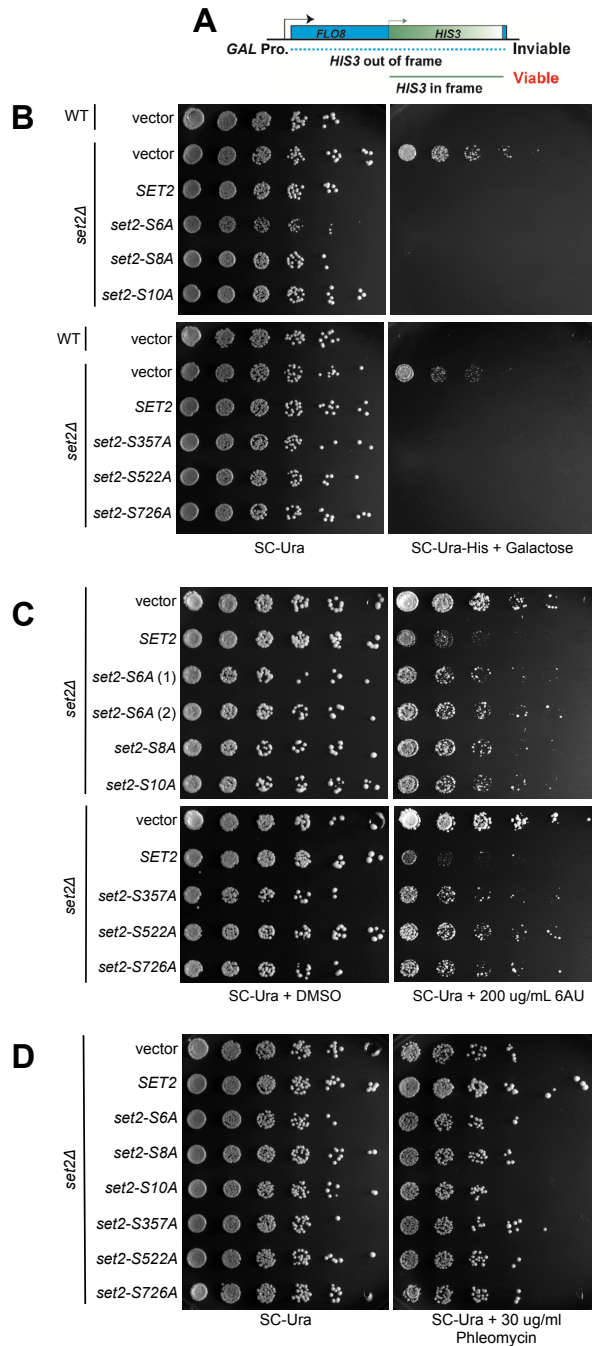 A
FLO8 HIS3
GAL Pro. Inviable
HIS3 out of frame
Viable
HIS3 in frame
B
WT vector
set2Δ
vector
SET2
set2-S6A
set2-S8A
set2-S10A
WT vector
set2Δ
vector
SET2
set2-S357A
set2-S522A
set2-S726A
SC-Ura SC-Ura-His + Galactose
C
set2Δ
vector
SET2
set2-S6A (1)
set2-S6A (2)
set2-S8A
set2-S10A
set2Δ
vector
SET2
set2-S357A
set2-S522A
set2-S726A
SC-Ura + DMSO SC-Ura + 200 ug/mL 6AU
D
set2Δ
vector
SET2
set2-S6A
set2-S8A
set2-S10A
set2-S357A
set2-S522A
set2-S726A
SC-Ura SC-Ura + 30 ug/ml
Phleomycin